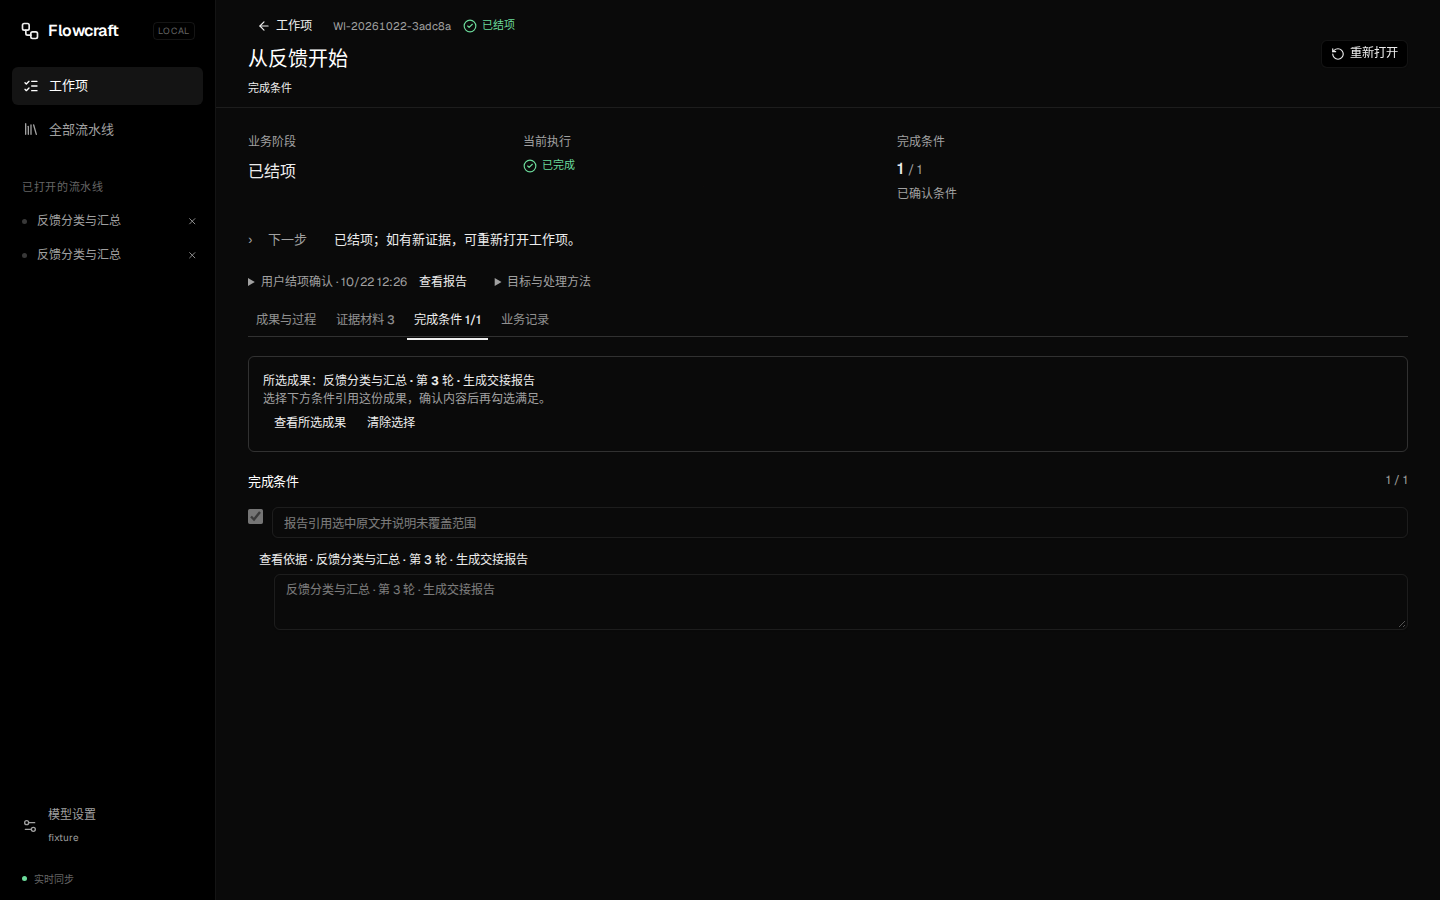 Flowcraft
LOCAL
工作项
全部流水线
已打开的流水线
反馈分类与汇总
反馈分类与汇总
模型设置
fixture
实时同步
工作项 WI-20261022-3adc8a 已结项
从反馈开始
重新打开
完成条件
业务阶段
已结项
当前执行
已完成
完成条件
1 / 1
已确认条件
下一步 已结项；如有新证据，可重新打开工作项。
用户结项确认 · 10/22 12:26 查看报告 目标与处理方法
成果与过程 证据材料 3 完成条件 1/1 业务记录
所选成果：反馈分类与汇总 · 第 3 轮 · 生成交接报告
选择下方条件引用这份成果，确认内容后再勾选满足。
查看所选成果 清除选择
完成条件 1 / 1
报告引用选中原文并说明未覆盖范围
查看依据 · 反馈分类与汇总 · 第 3 轮 · 生成交接报告
反馈分类与汇总 · 第 3 轮 · 生成交接报告